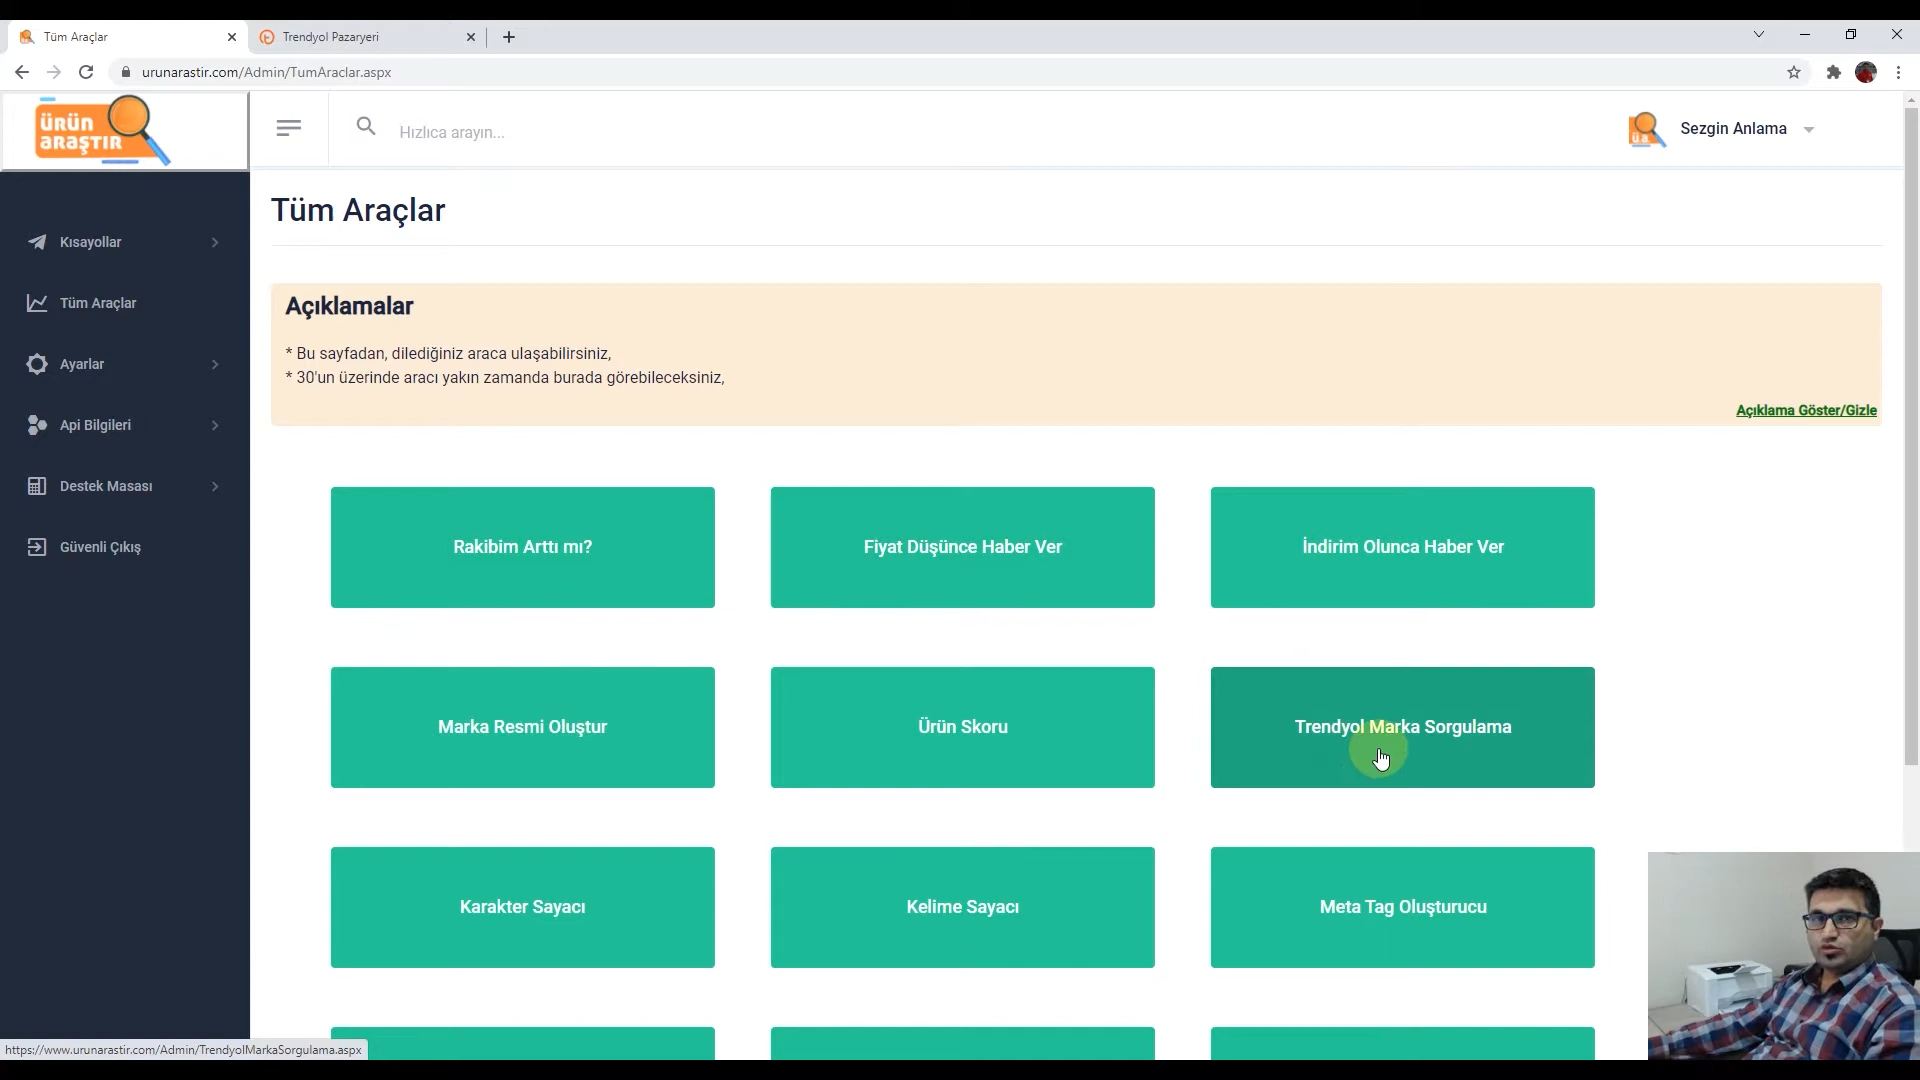 Tüm Araçlar
Trendyol Pazaryeri
urunarastir.com/Admin/TumAraclar.aspx
ürün
araştır
Hızlıca arayın...
ü.a.
Sezgin Anlama
Tüm Araçlar
Kısayollar
Tüm Araçlar
Ayarlar
Api Bilgileri
Destek Masası
Güvenli Çıkış
Açıklamalar
* Bu sayfadan, dilediğiniz araca ulaşabilirsiniz,
* 30'un üzerinde aracı yakın zamanda burada görebileceksiniz,
Açıklama Göster/Gizle
Rakibim Arttı mı?
Fiyat Düşünce Haber Ver
İndirim Olunca Haber Ver
Marka Resmi Oluştur
Ürün Skoru
Trendyol Marka Sorgulama
Karakter Sayacı
Kelime Sayacı
Meta Tag Oluşturucu
https://www.urunarastir.com/Admin/TrendyolMarkaSorgulama.aspx